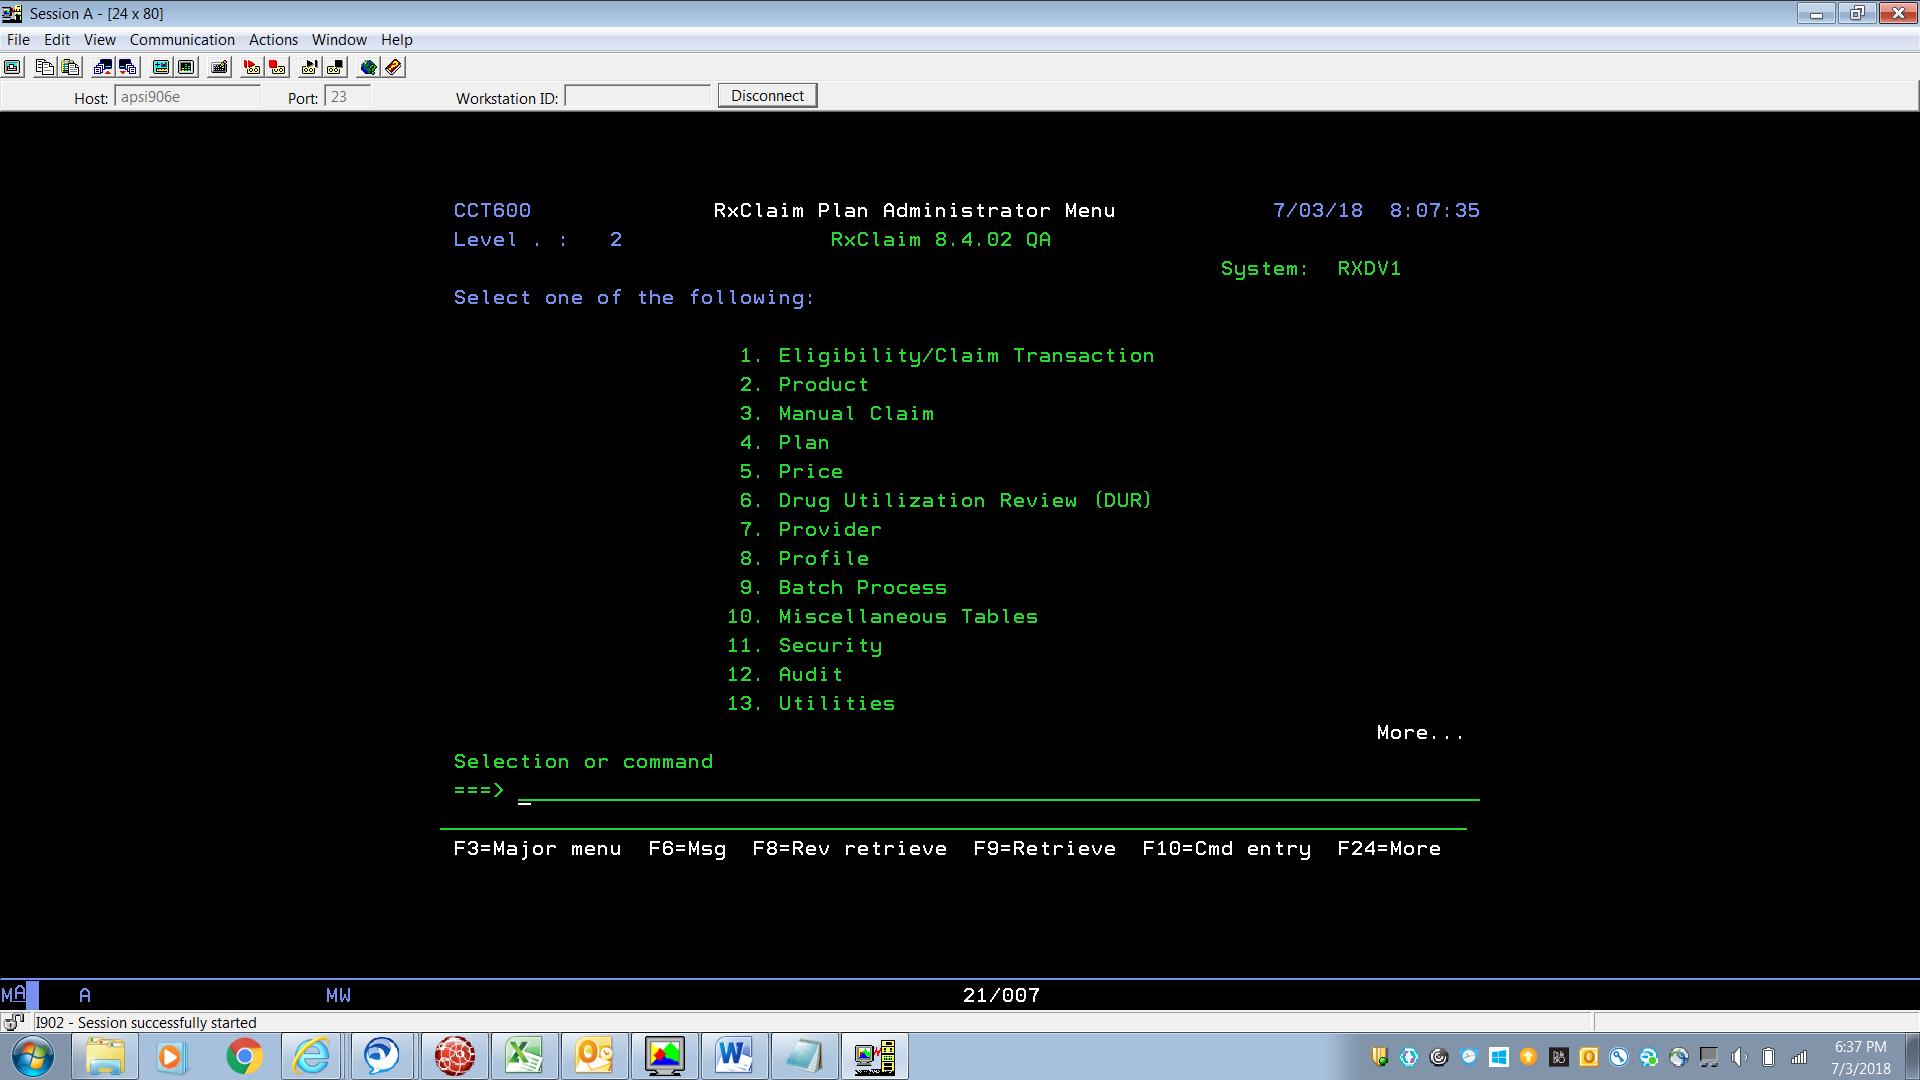 Session A - [24 x 80]
File Edit View Communication Actions Window Help
Host: apsi906e Port: 23 Workstation ID: Disconnect
CCT600 RxClaim Plan Administrator Menu 7/03/18 8:07:35
Level . : 2 RxClaim 8.4.02 QA
System: RXDV1
Select one of the following:
1. Eligibility/Claim Transaction
2. Product
3. Manual Claim
4. Plan
5. Price
6. Drug Utilization Review (DUR)
7. Provider
8. Profile
9. Batch Process
10. Miscellaneous Tables
11. Security
12. Audit
13. Utilities
More...
Selection or command
===>
F3=Major menu F6=Msg F8=Rev retrieve F9=Retrieve F10=Cmd entry F24=More
MA A MW 21/007
I902 - Session successfully started
6:37 PM
7/3/2018